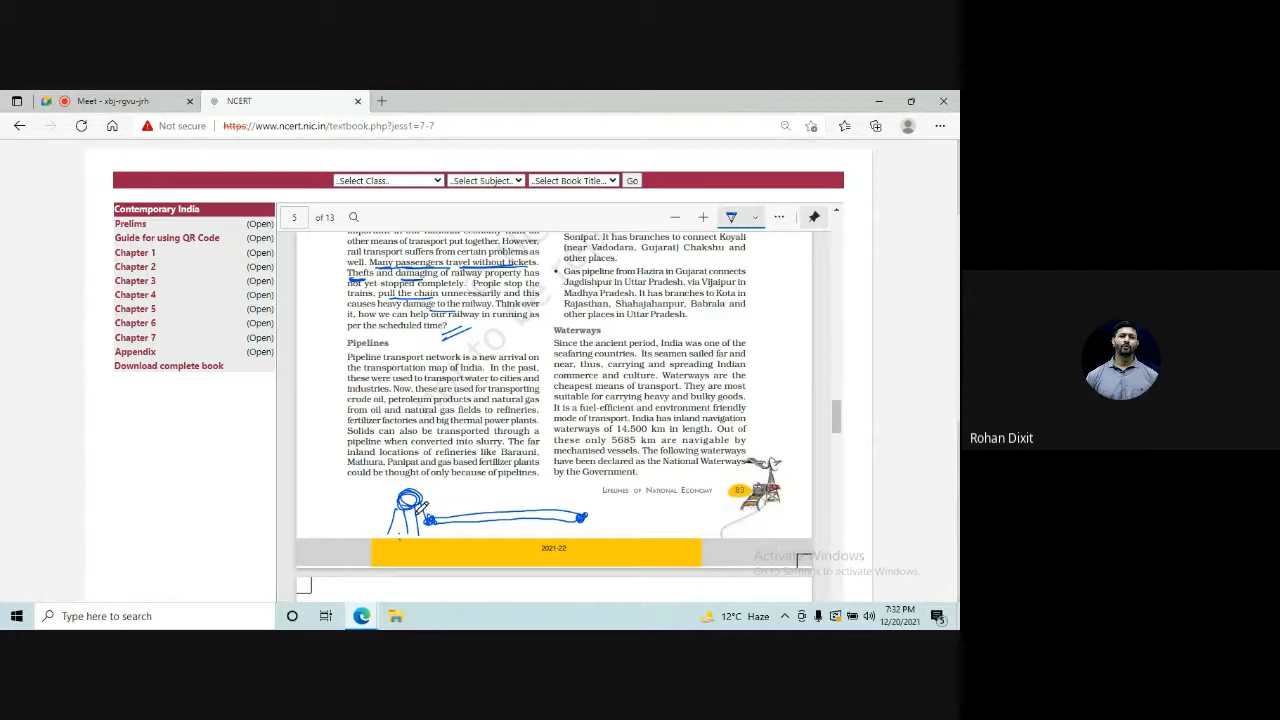 Meet - xbj-rgvu-jrh
NCERT
Not secure
https://www.ncert.nic.in/textbook.php?jess1=7-7
..Select Class..
..Select Subject..
..Select Book Title...
Go
Contemporary India
Prelims (Open)
Guide for using QR Code (Open)
Chapter 1 (Open)
Chapter 2 (Open)
Chapter 3 (Open)
Chapter 4 (Open)
Chapter 5 (Open)
Chapter 6 (Open)
Chapter 7 (Open)
Appendix (Open)
Download complete book
5 of 13
important in our national economy than all
other means of transport put together. However,
rail transport suffers from certain problems as
well. Many passengers travel without tickets.
Thefts and damaging of railway property has
not yet stopped completely. People stop the
trains, pull the chain unnecessarily and this
causes heavy damage to the railway. Think over
it, how we can help our railway in running as
per the scheduled time?
Pipelines
Pipeline transport network is a new arrival on
the transportation map of India. In the past,
these were used to transport water to cities and
industries. Now, these are used for transporting
crude oil, petroleum products and natural gas
from oil and natural gas fields to refineries,
fertilizer factories and big thermal power plants.
Solids can also be transported through a
pipeline when converted into slurry. The far
inland locations of refineries like Barauni,
Mathura, Panipat and gas based fertilizer plants
could be thought of only because of pipelines.
Sonipat. It has branches to connect Koyali
(near Vadodara, Gujarat) Chakshu and
other places.
• Gas pipeline from Hazira in Gujarat connects
Jagdishpur in Uttar Pradesh, via Vijaipur in
Madhya Pradesh. It has branches to Kota in
Rajasthan, Shahajahanpur, Babrala and
other places in Uttar Pradesh.
Waterways
Since the ancient period, India was one of the
seafaring countries. Its seamen sailed far and
near, thus, carrying and spreading Indian
commerce and culture. Waterways are the
cheapest means of transport. They are most
suitable for carrying heavy and bulky goods.
It is a fuel-efficient and environment friendly
mode of transport. India has inland navigation
waterways of 14,500 km in length. Out of
these only 5685 km are navigable by
mechanised vessels. The following waterways
have been declared as the National Waterways
by the Government.
Lifelines of National Economy 83
2021-22
Activate Windows
Go to Settings to activate Windows.
Type here to search
12°C Haze
7:32 PM
12/20/2021
5
Rohan Dixit